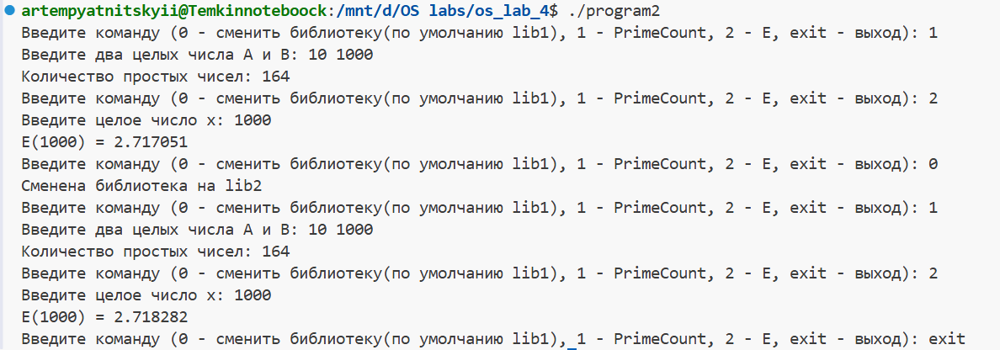 artempyatnitskyii@Temkinnoteboock:/mnt/d/OS labs/os_lab_4$ ./program2
Введите команду (0 - сменить библиотеку(по умолчанию lib1), 1 - PrimeCount, 2 - E, exit - выход): 1
Введите два целых числа A и B: 10 1000
Количество простых чисел: 164
Введите команду (0 - сменить библиотеку(по умолчанию lib1), 1 - PrimeCount, 2 - E, exit - выход): 2
Введите целое число x: 1000
E(1000) = 2.717051
Введите команду (0 - сменить библиотеку(по умолчанию lib1), 1 - PrimeCount, 2 - E, exit - выход): 0
Сменена библиотека на lib2
Введите команду (0 - сменить библиотеку(по умолчанию lib1), 1 - PrimeCount, 2 - E, exit - выход): 1
Введите два целых числа A и B: 10 1000
Количество простых чисел: 164
Введите команду (0 - сменить библиотеку(по умолчанию lib1), 1 - PrimeCount, 2 - E, exit - выход): 2
Введите целое число x: 1000
E(1000) = 2.718282
Введите команду (0 - сменить библиотеку(по умолчанию lib1), 1 - PrimeCount, 2 - E, exit - выход): exit